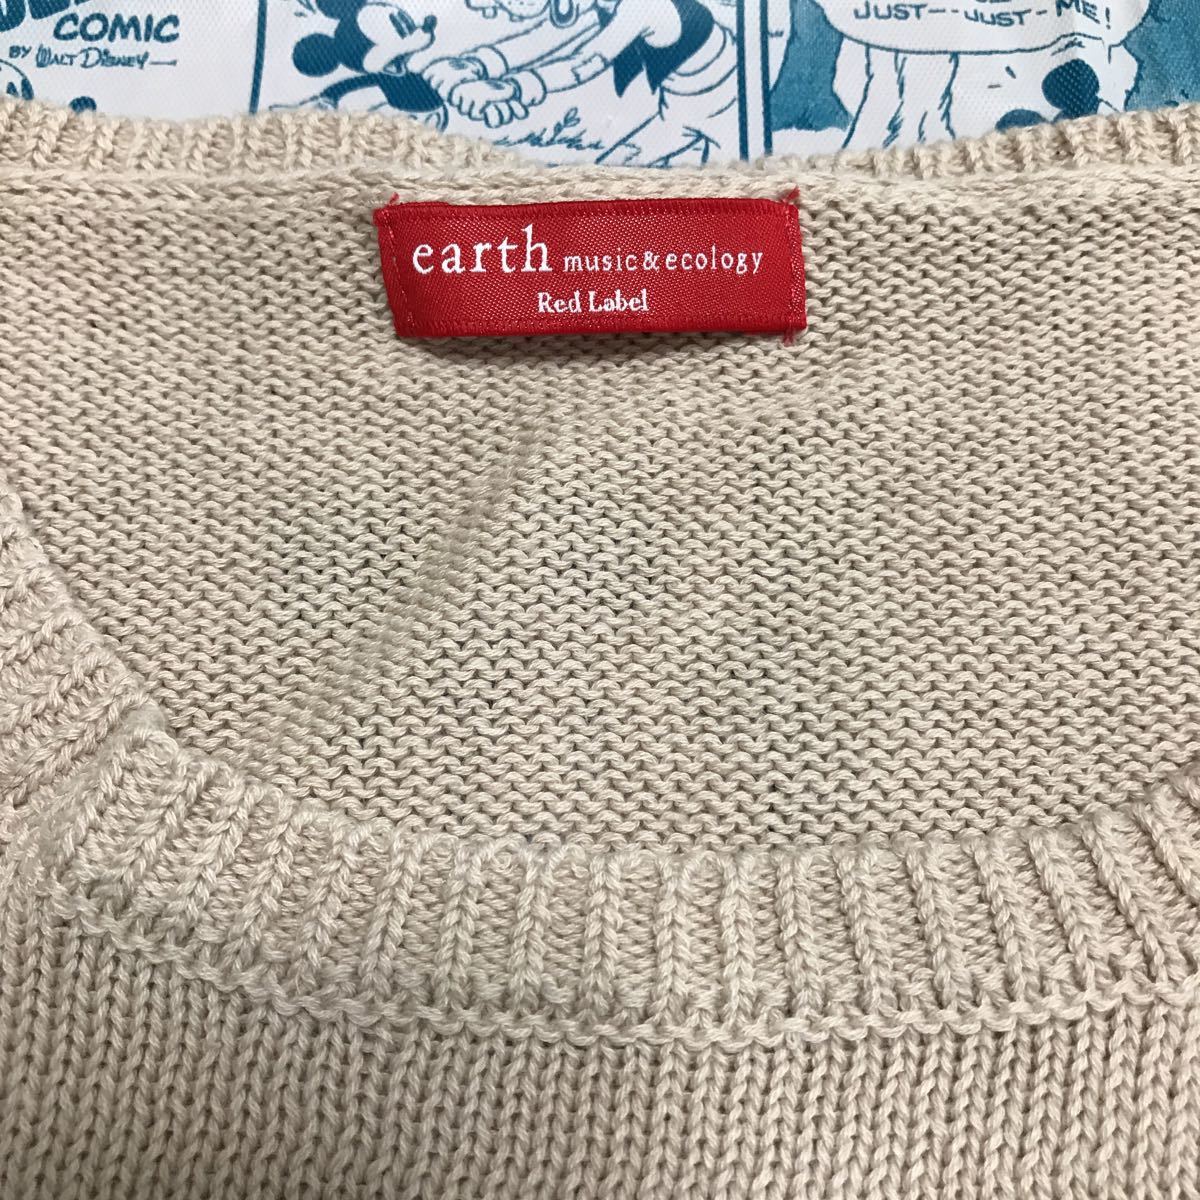 COMIC
BY WALT DISNEY
JUST--JUST-ME!
earth music&ecology
Red Label